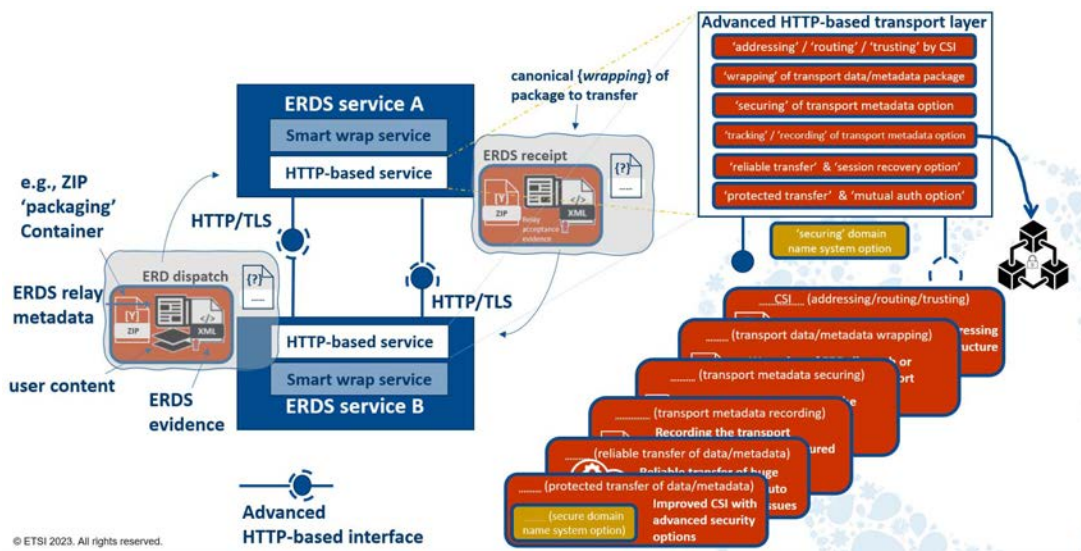 ERDS service A
Smart wrap service
HTTP-based service
HTTP/TLS
HTTP/TLS
HTTP-based service
Smart wrap service
ERDS service B
e.g., ZIP
‘packaging’
Container
ERDS relay
metadata
user content
ERDS
evidence
ERD dispatch
{?}
ZIP
</>
XML
canonical {wrapping} of
package to transfer
ERDS receipt
{?}
ZIP
</>
XML
Relay
acceptance
evidence
Advanced HTTP-based transport layer
‘addressing’ / ‘routing’ / ‘trusting’ by CSI
‘wrapping’ of transport data/metadata package
‘securing’ of transport metadata option
‘tracking’ / ‘recording’ of transport metadata option
‘reliable transfer’ & ‘session recovery option’
‘protected transfer’ & ‘mutual auth option’
‘securing’ domain
name system option
CSI (addressing/routing/trusting)
(transport data/metadata wrapping)
(transport metadata securing)
(transport metadata recording)
Recording the transport
(reliable transfer of data/metadata)
Reliable transfer of huge
(protected transfer of data/metadata)
Improved CSI with
advanced security
options
(secure domain
name system option)
Advanced
HTTP-based interface
© ETSI 2023. All rights reserved.